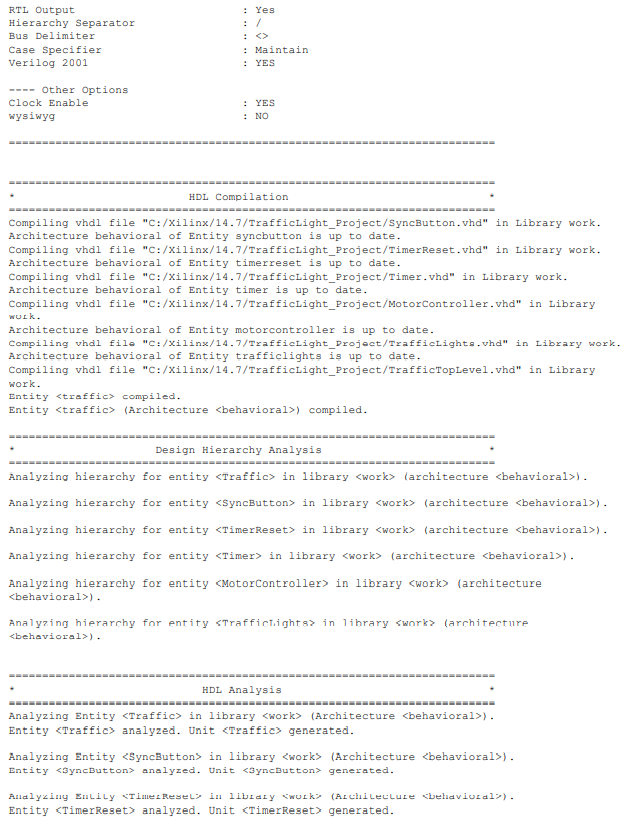 RTL Output : Yes
Hierarchy Separator : /
Bus Delimiter : <>
Case Specifier : Maintain
Verilog 2001 : YES
---- Other Options
Clock Enable : YES
wysiwyg : NO
=========================================================================
=========================================================================
* HDL Compilation *
=========================================================================
Compiling vhdl file "C:/Xilinx/14.7/TrafficLight_Project/SyncButton.vhd" in Library work.
Architecture behavioral of Entity syncbutton is up to date.
Compiling vhdl file "C:/Xilinx/14.7/TrafficLight_Project/TimerReset.vhd" in Library work.
Architecture behavioral of Entity timerreset is up to date.
Compiling vhdl file "C:/Xilinx/14.7/TrafficLight_Project/Timer.vhd" in Library work.
Architecture behavioral of Entity timer is up to date.
Compiling vhdl file "C:/Xilinx/14.7/TrafficLight_Project/MotorController.vhd" in Library
work.
Architecture behavioral of Entity motorcontroller is up to date.
Compiling vhdl file "C:/Xilinx/14.7/TrafficLight_Project/TrafficLights.vhd" in Library work.
Architecture behavioral of Entity trafficlights is up to date.
Compiling vhdl file "C:/Xilinx/14.7/TrafficLight_Project/TrafficTopLevel.vhd" in Library
work.
Entity <traffic> compiled.
Entity <traffic> (Architecture <behavioral>) compiled.
=========================================================================
* Design Hierarchy Analysis *
=========================================================================
Analyzing hierarchy for entity <Traffic> in library <work> (architecture <behavioral>).
Analyzing hierarchy for entity <SyncButton> in library <work> (architecture <behavioral>).
Analyzing hierarchy for entity <TimerReset> in library <work> (architecture <behavioral>).
Analyzing hierarchy for entity <Timer> in library <work> (architecture <behavioral>).
Analyzing hierarchy for entity <MotorController> in library <work> (architecture
<behavioral>).
Analyzing hierarchy for entity <TrafficLights> in library <work> (architecture
<behavioral>).
=========================================================================
* HDL Analysis *
=========================================================================
Analyzing Entity <Traffic> in library <work> (Architecture <behavioral>).
Entity <Traffic> analyzed. Unit <Traffic> generated.
Analyzing Entity <SyncButton> in library <work> (Architecture <behavioral>).
Entity <SyncButton> analyzed. Unit <SyncButton> generated.
Analyzing Entity <TimerReset> in library <work> (Architecture <behavioral>).
Entity <TimerReset> analyzed. Unit <TimerReset> generated.